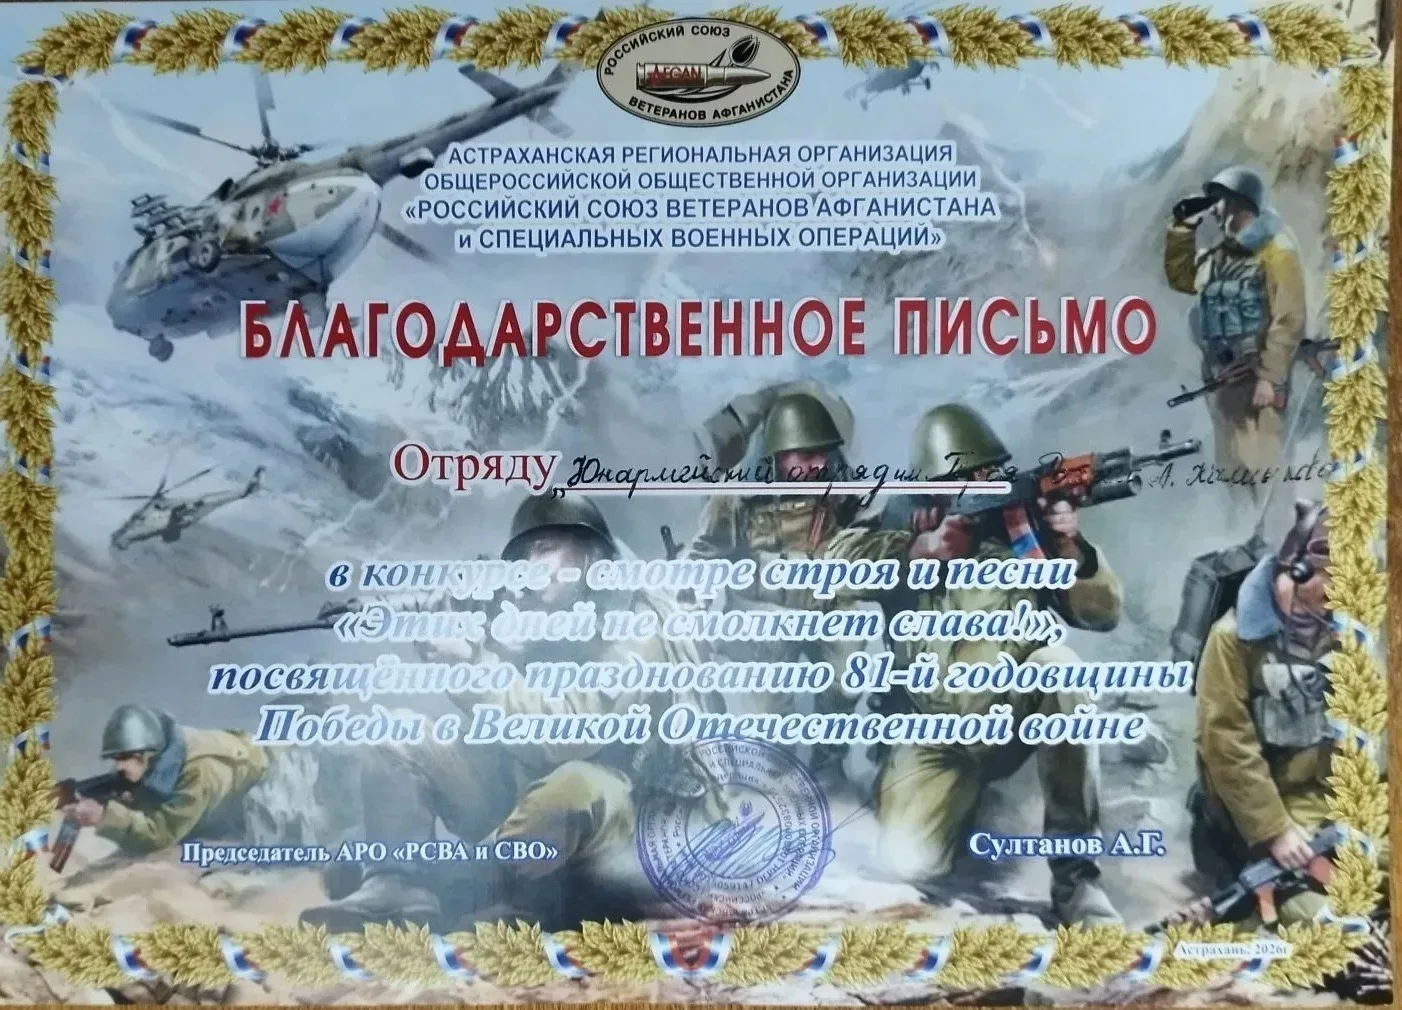 РОССИЙСКИЙ СОЮЗ
AFGAN
ВЕТЕРАНОВ АФГАНИСТАНА
АСТРАХАНСКАЯ РЕГИОНАЛЬНАЯ ОРГАНИЗАЦИЯ
ОБЩЕРОССИЙСКОЙ ОБЩЕСТВЕННОЙ ОРГАНИЗАЦИИ
«РОССИЙСКИЙ СОЮЗ ВЕТЕРАНОВ АФГАНИСТАНА
и СПЕЦИАЛЬНЫХ ВОЕННЫХ ОПЕРАЦИЙ»
БЛАГОДАРСТВЕННОЕ ПИСЬМО
Отряду „Юнармейский отряд им. Героя А.
в конкурсе - смотре строя и песни
«Этих дней не смолкнет слава!»,
посвящённого празднованию 81-й годовщины
Победы в Великой Отечественной войне
Председатель АРО «РСВА и СВО»
Султанов А.Г.
Астрахань, 2026г